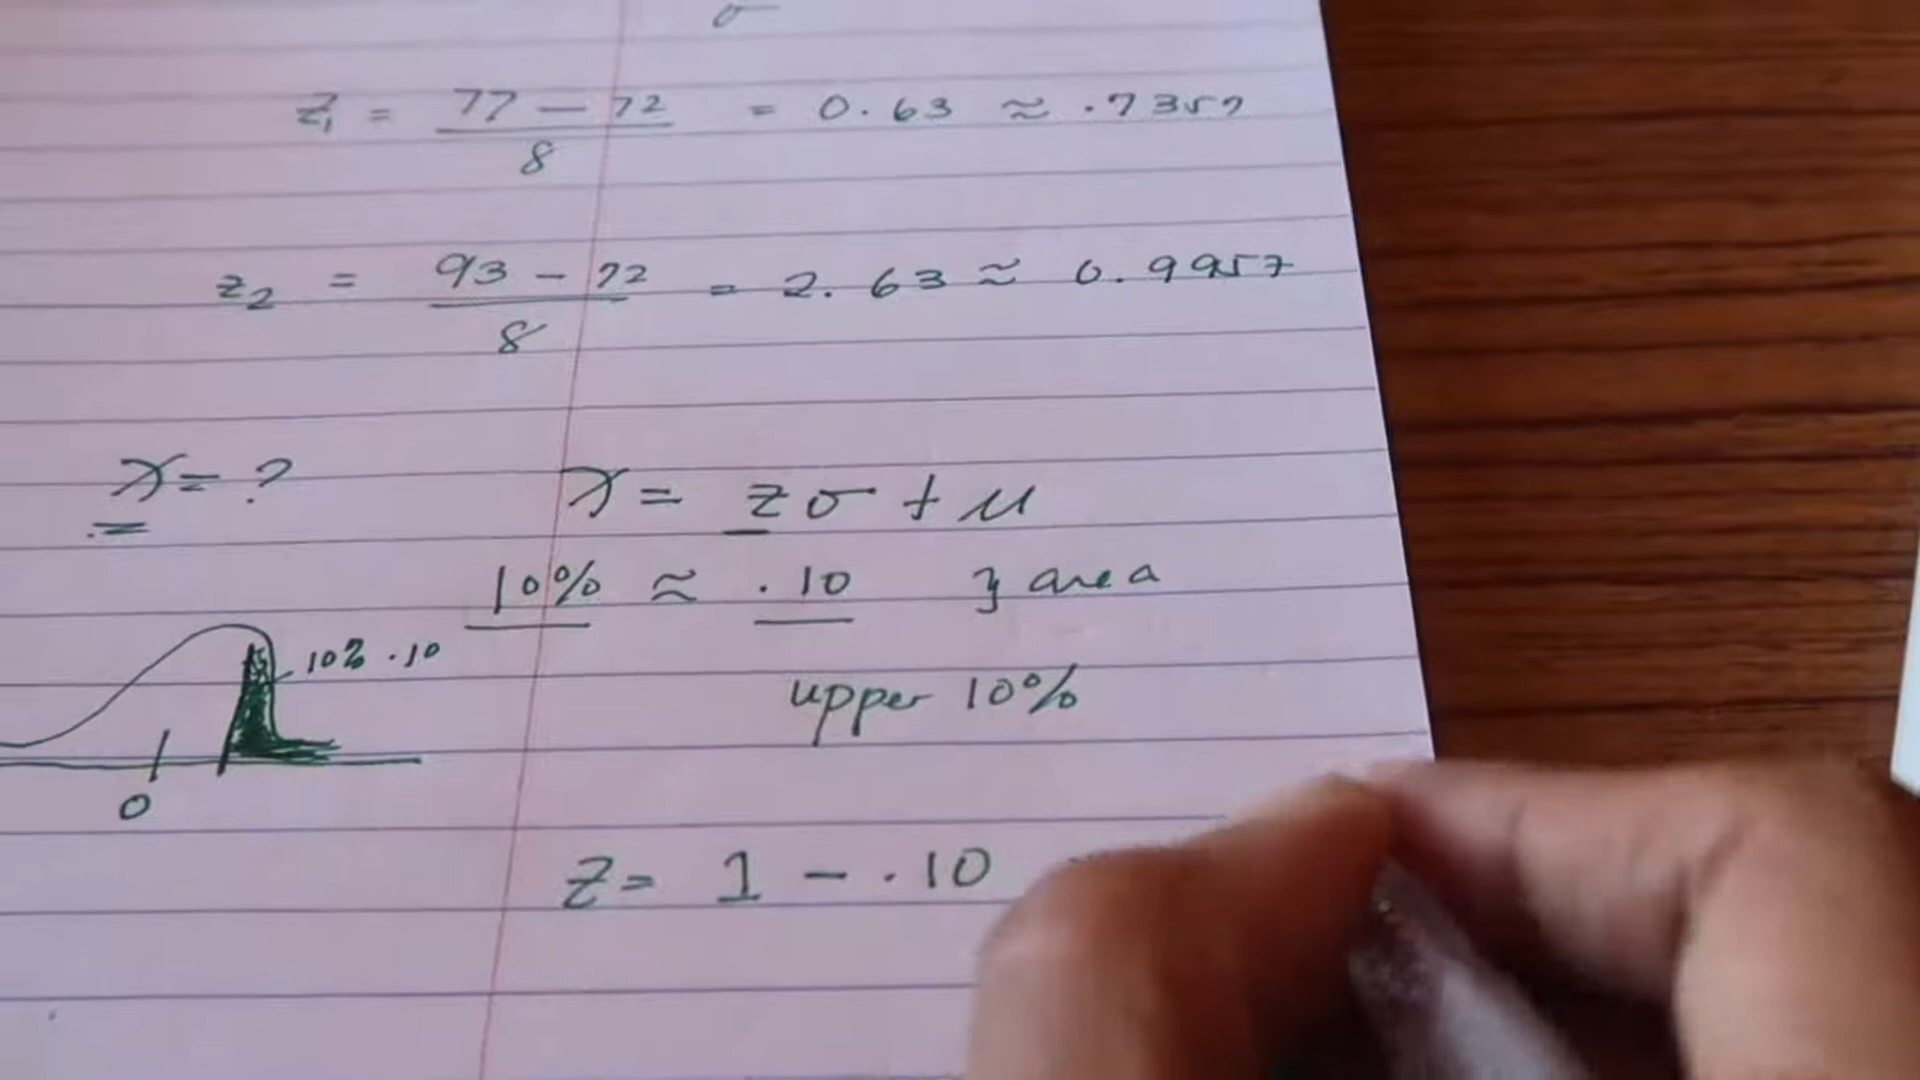 σ
z₁ = 77 - 72 / 8 = 0.63 ≈ .7357
z₂ = 93 - 72 / 8 = 2.63 ≈ 0.9957
x = ?
x = zσ + μ
10% ≈ .10 } area
10% .10
upper 10%
0
z = 1 - .10